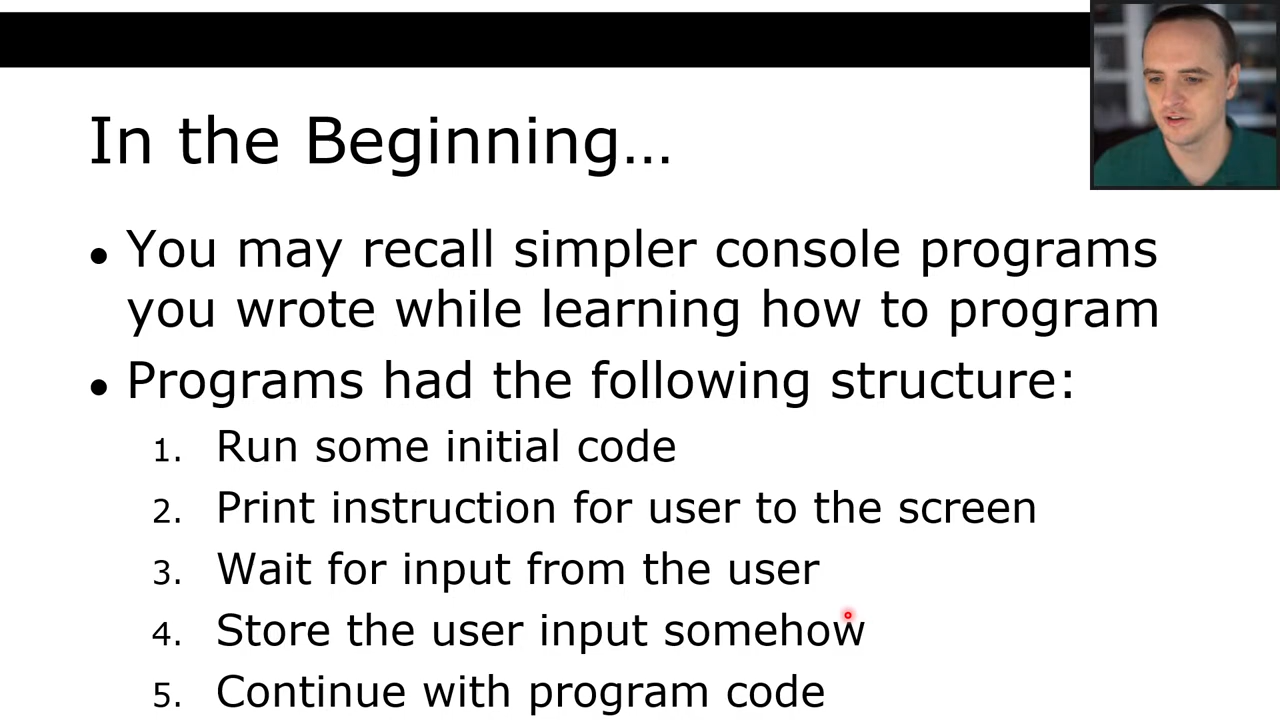 In the Beginning…
• You may recall simpler console programs
you wrote while learning how to program
• Programs had the following structure:
1. Run some initial code
2. Print instruction for user to the screen
3. Wait for input from the user
4. Store the user input somehow
5. Continue with program code